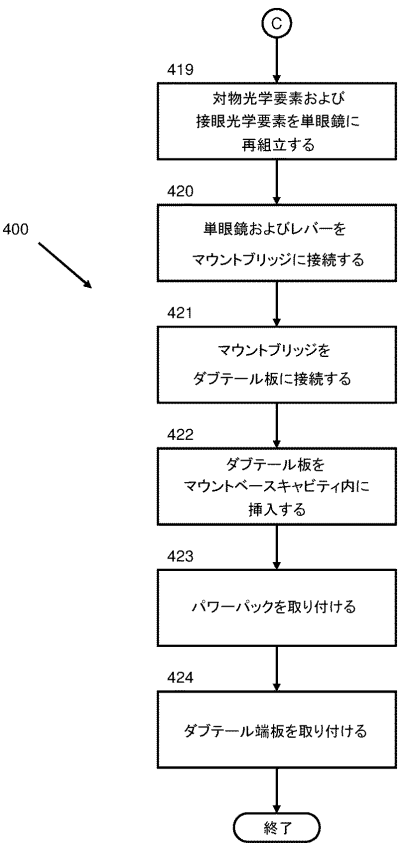 C
419
対物光学要素および
接眼光学要素を単眼鏡に
再組立する
420
単眼鏡およびレバーを
マウントブリッジに接続する
400
421
マウントブリッジを
ダブテール板に接続する
422
ダブテール板を
マウントベースキャビティ内に
挿入する
423
パワーパックを取り付ける
424
ダブテール端板を取り付ける
終了